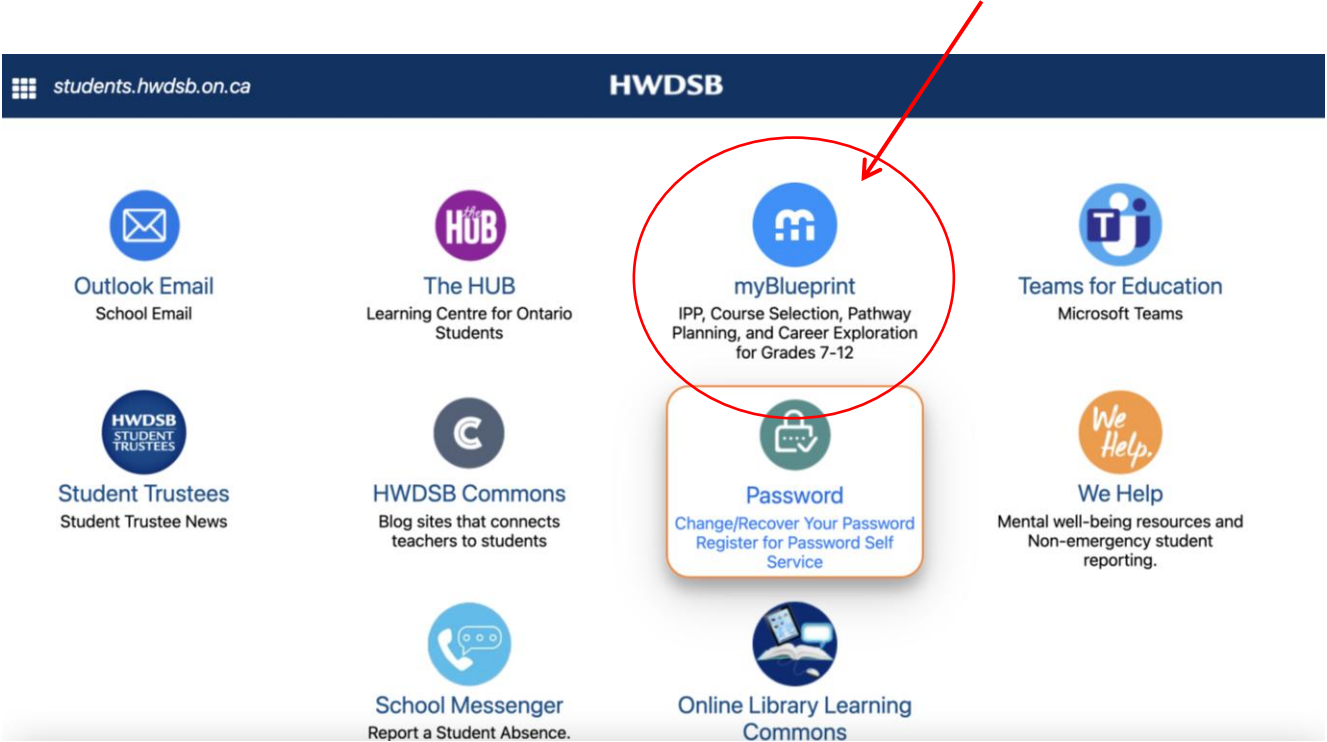 students.hwdsb.on.ca
HWDSB
the
HUB
T
Outlook Email
School Email
The HUB
Learning Centre for Ontario
Students
myBlueprint
IPP, Course Selection, Pathway
Planning, and Career Exploration
for Grades 7-12
Teams for Education
Microsoft Teams
HWDSB
STUDENT
TRUSTEES
C
We
Help.
Student Trustees
Student Trustee News
HWDSB Commons
Blog sites that connects
teachers to students
Password
Change/Recover Your Password
Register for Password Self
Service
We Help
Mental well-being resources and
Non-emergency student
reporting.
School Messenger
Report a Student Absence.
Online Library Learning
Commons